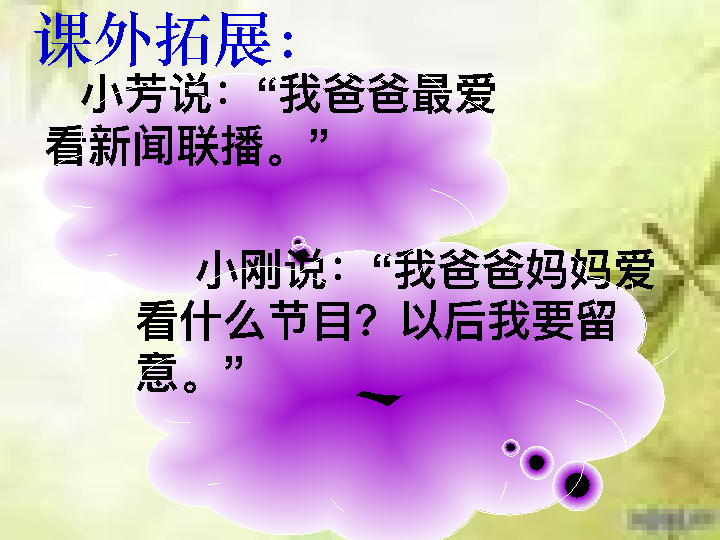 课外拓展：
小芳说：“我爸爸最爱
看新闻联播。”
小刚说：“我爸爸妈妈爱
看什么节目？以后我要留
意。”